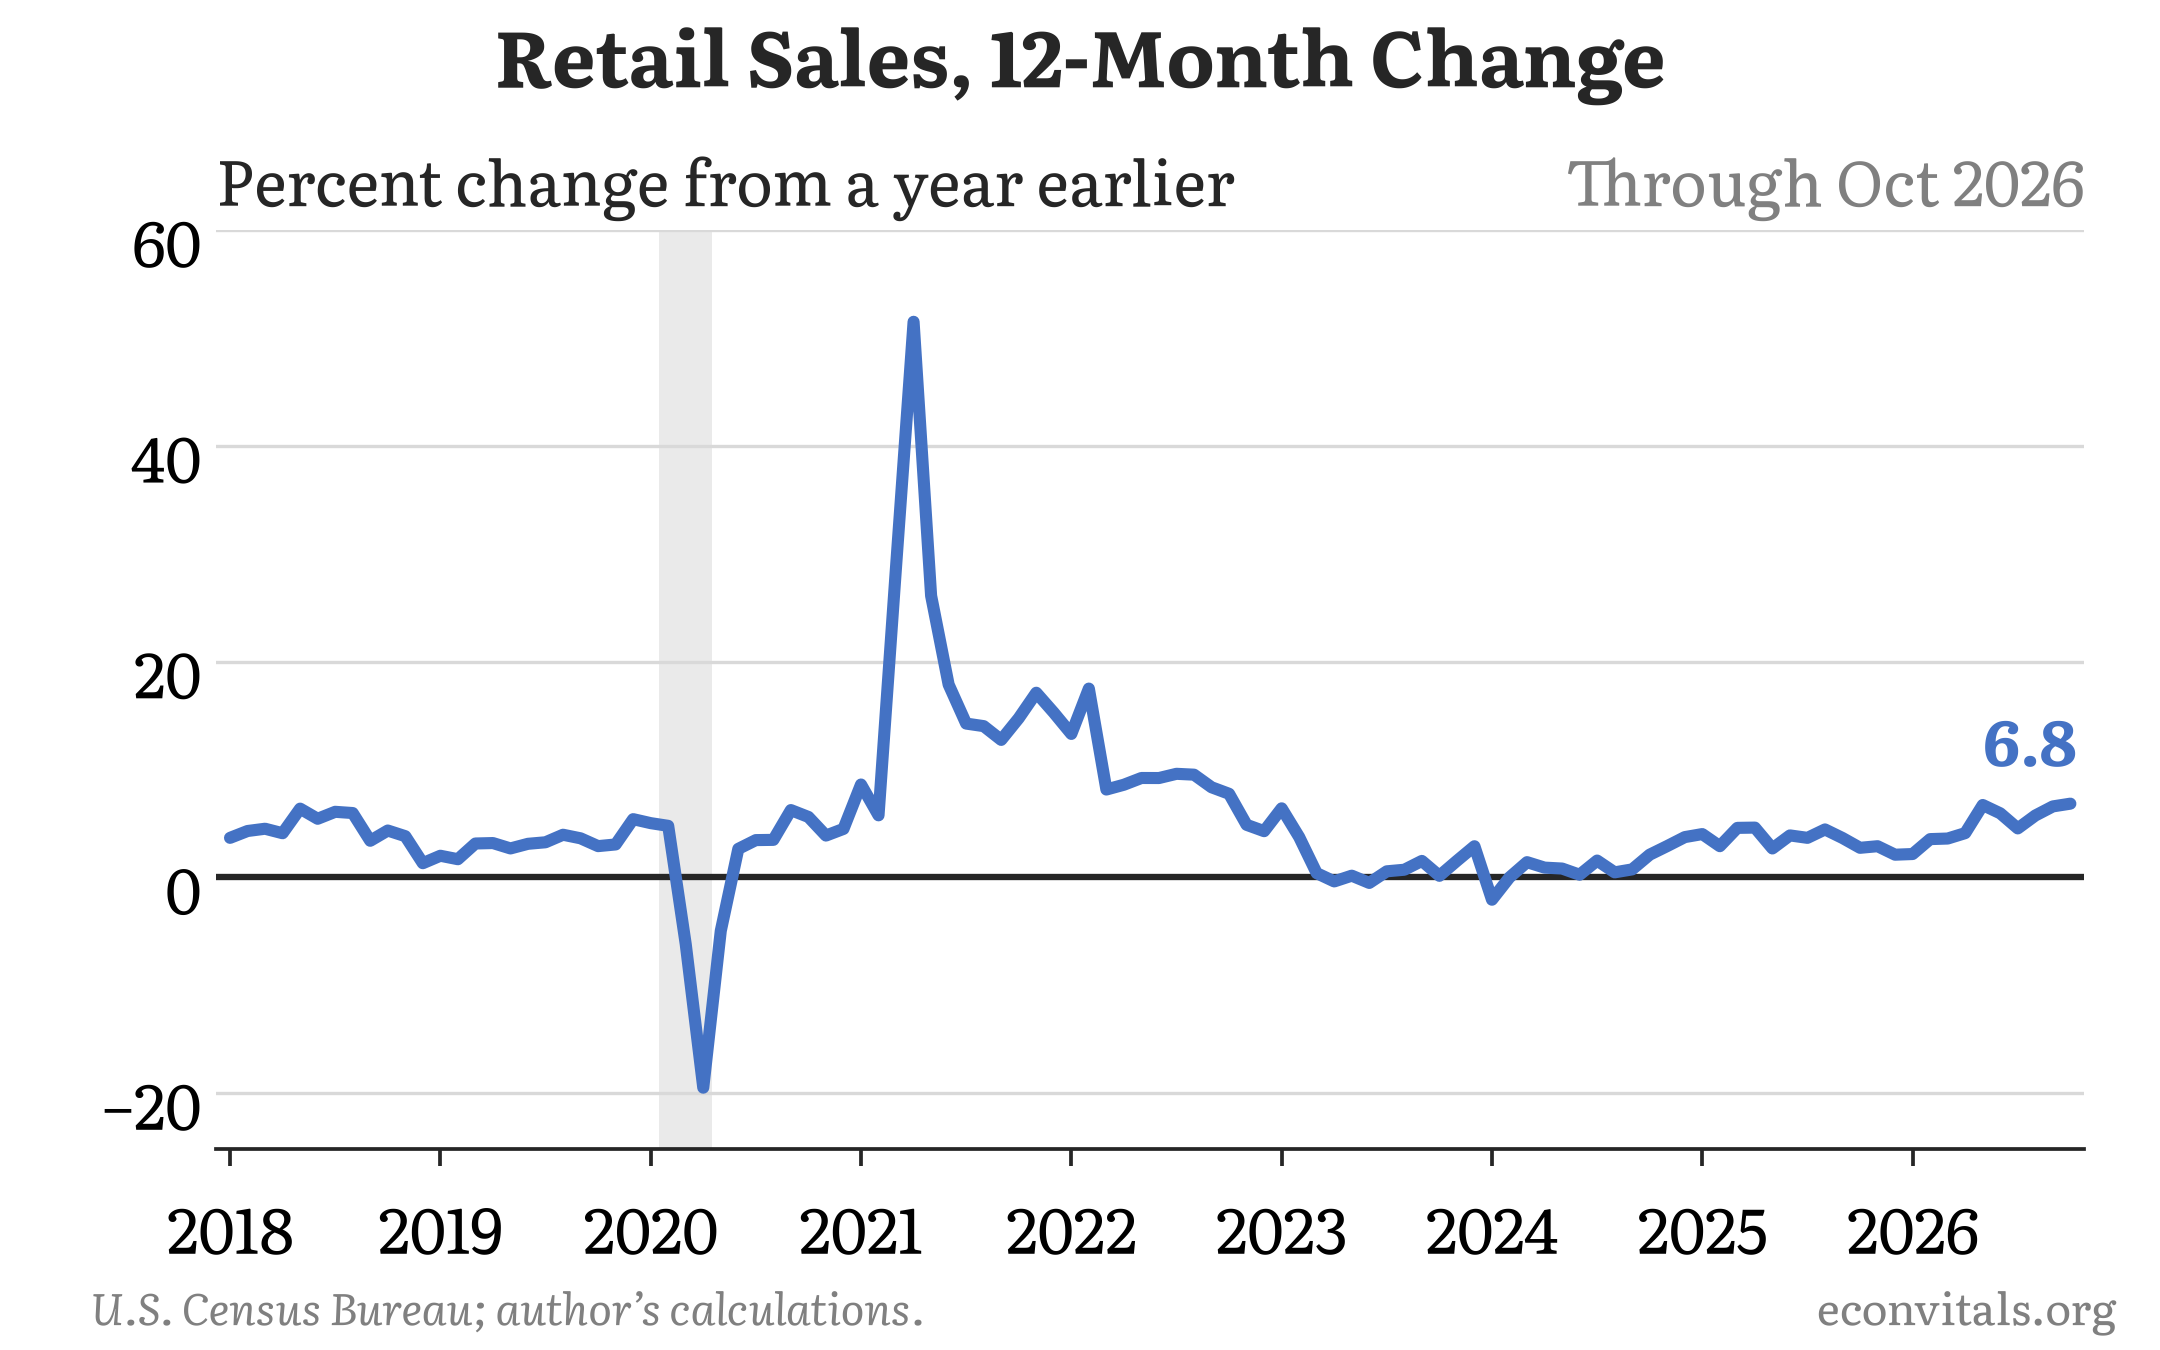 Retail Sales, 12-Month Change
Percent change from a year earlier
Through Oct 2026
60
40
20
6.8
0
−20
2018 2019 2020 2021 2022 2023 2024 2025 2026
U.S. Census Bureau; author’s calculations.
econvitals.org